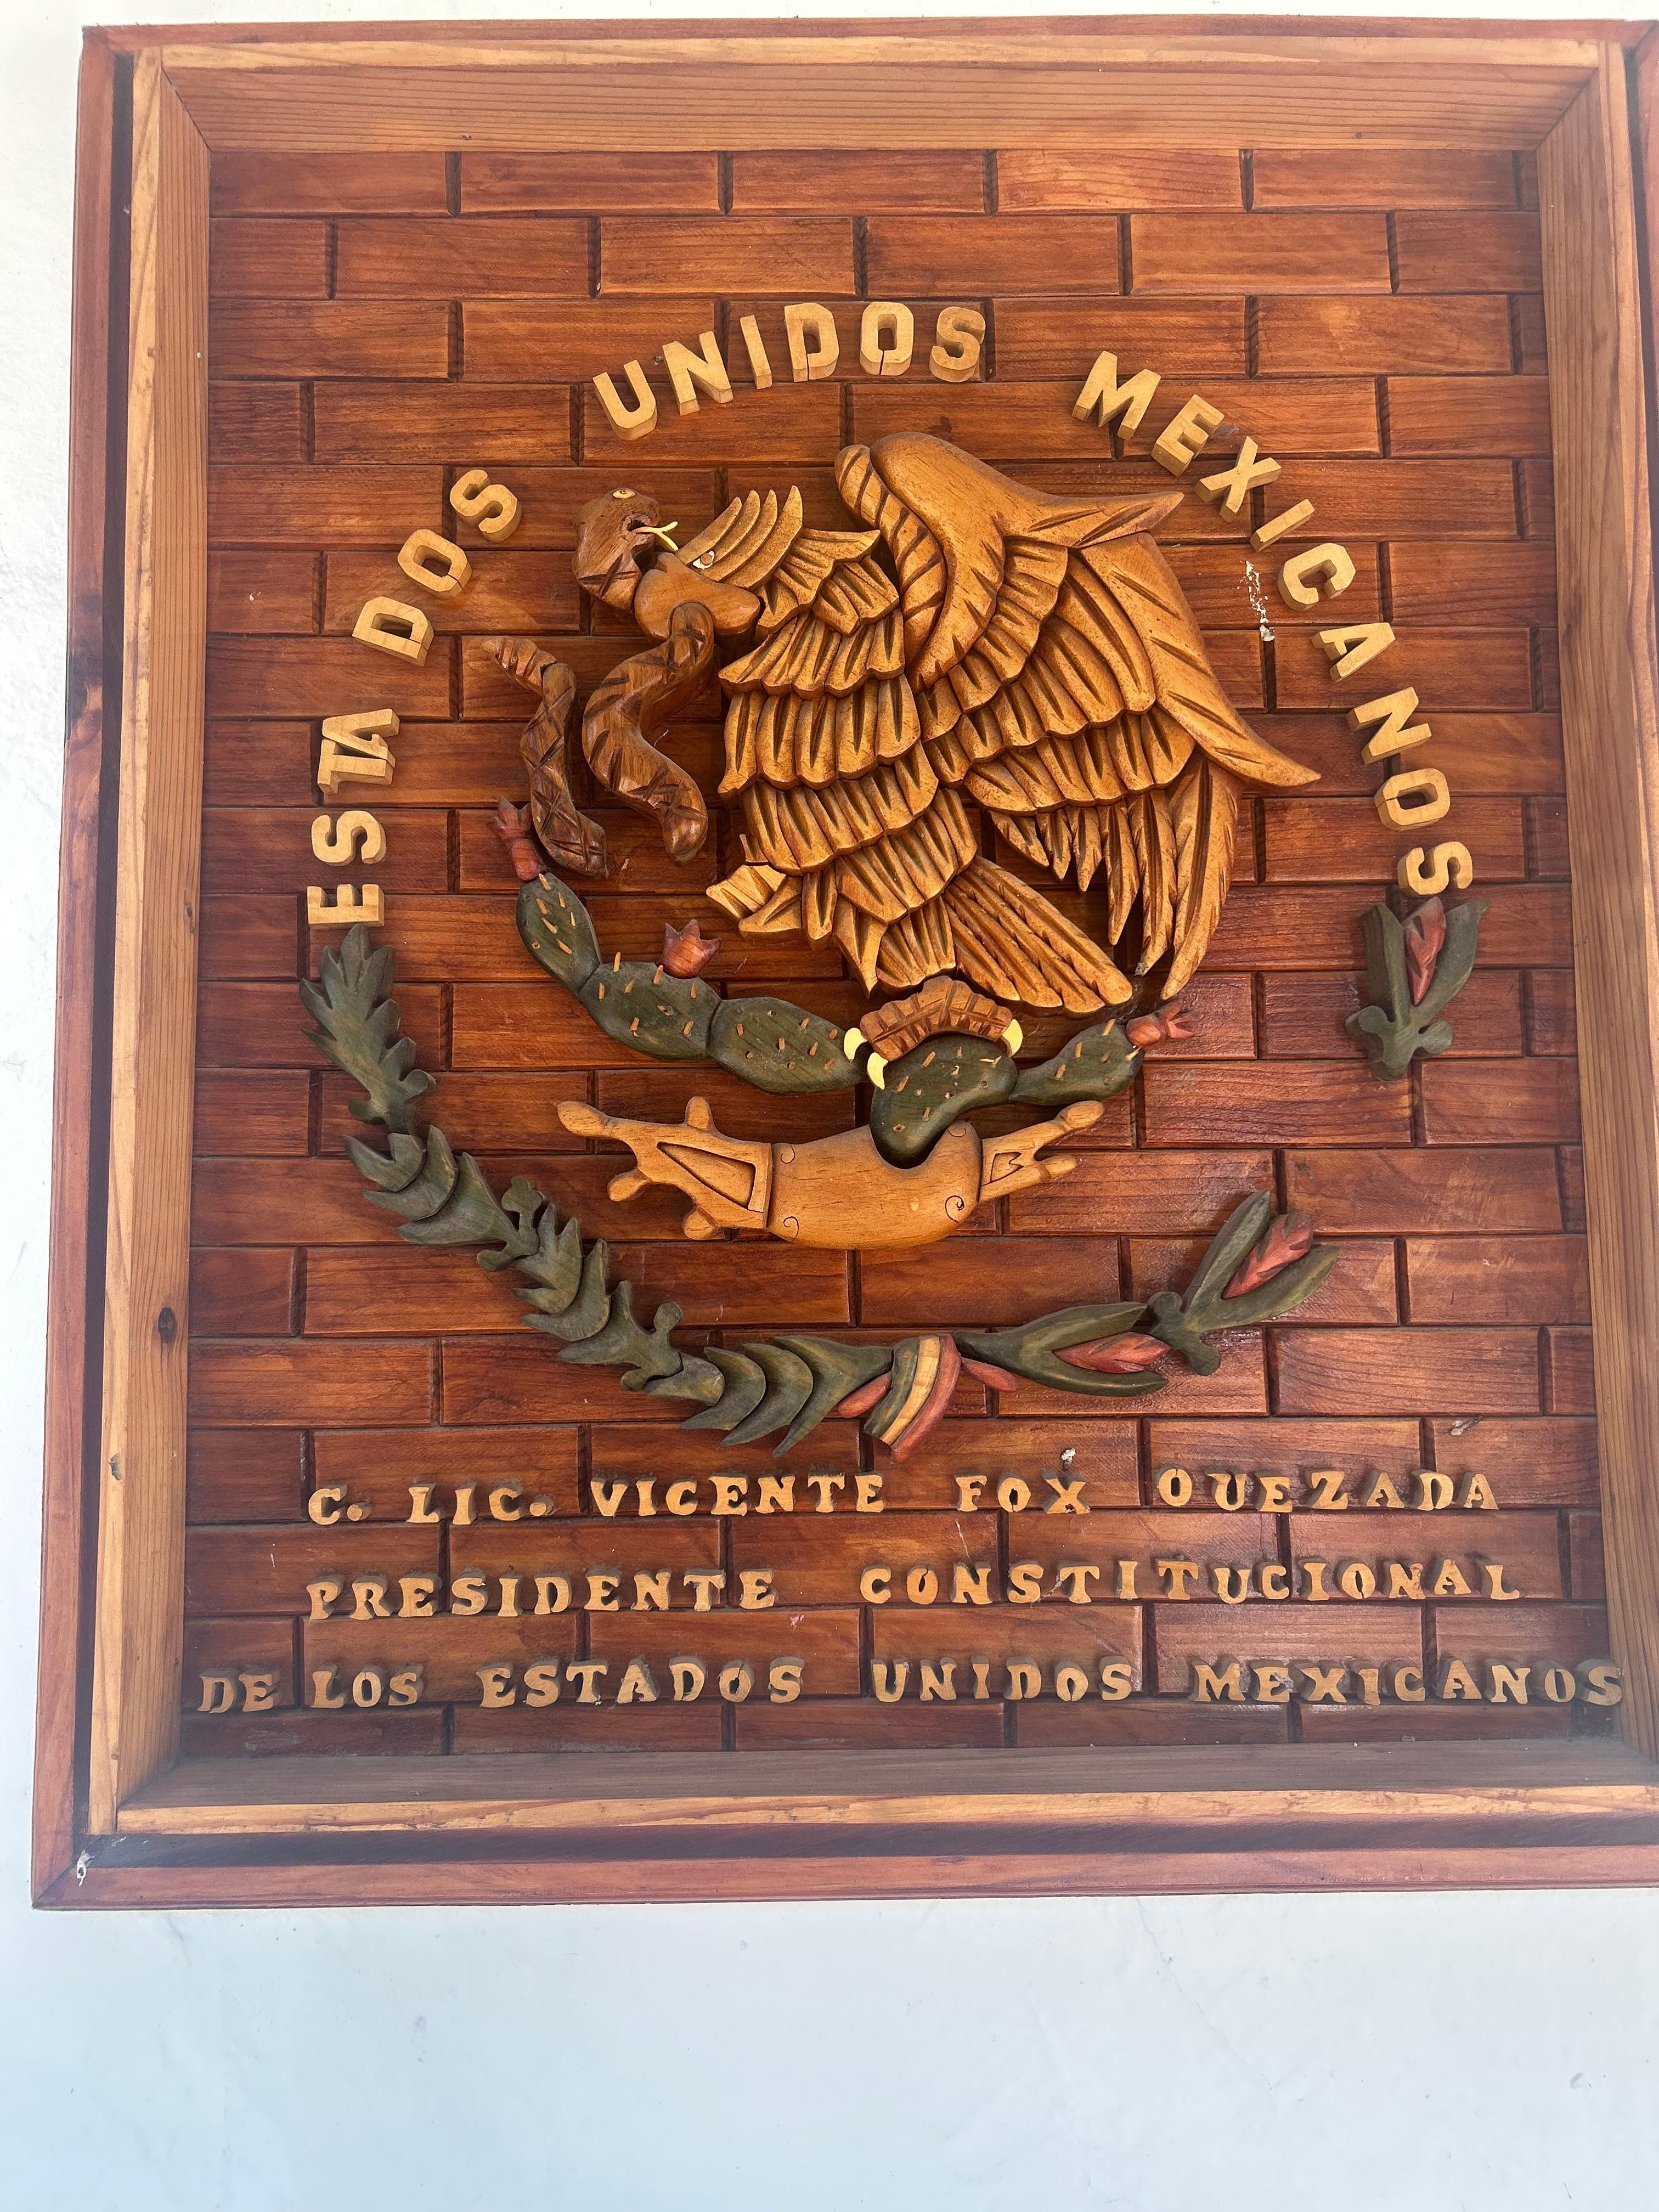 ESTADOS UNIDOS MEXICANOS
C. LIC. VICENTE FOX QUEZADA
PRESIDENTE CONSTITUCIONAL
DE LOS ESTADOS UNIDOS MEXICANOS